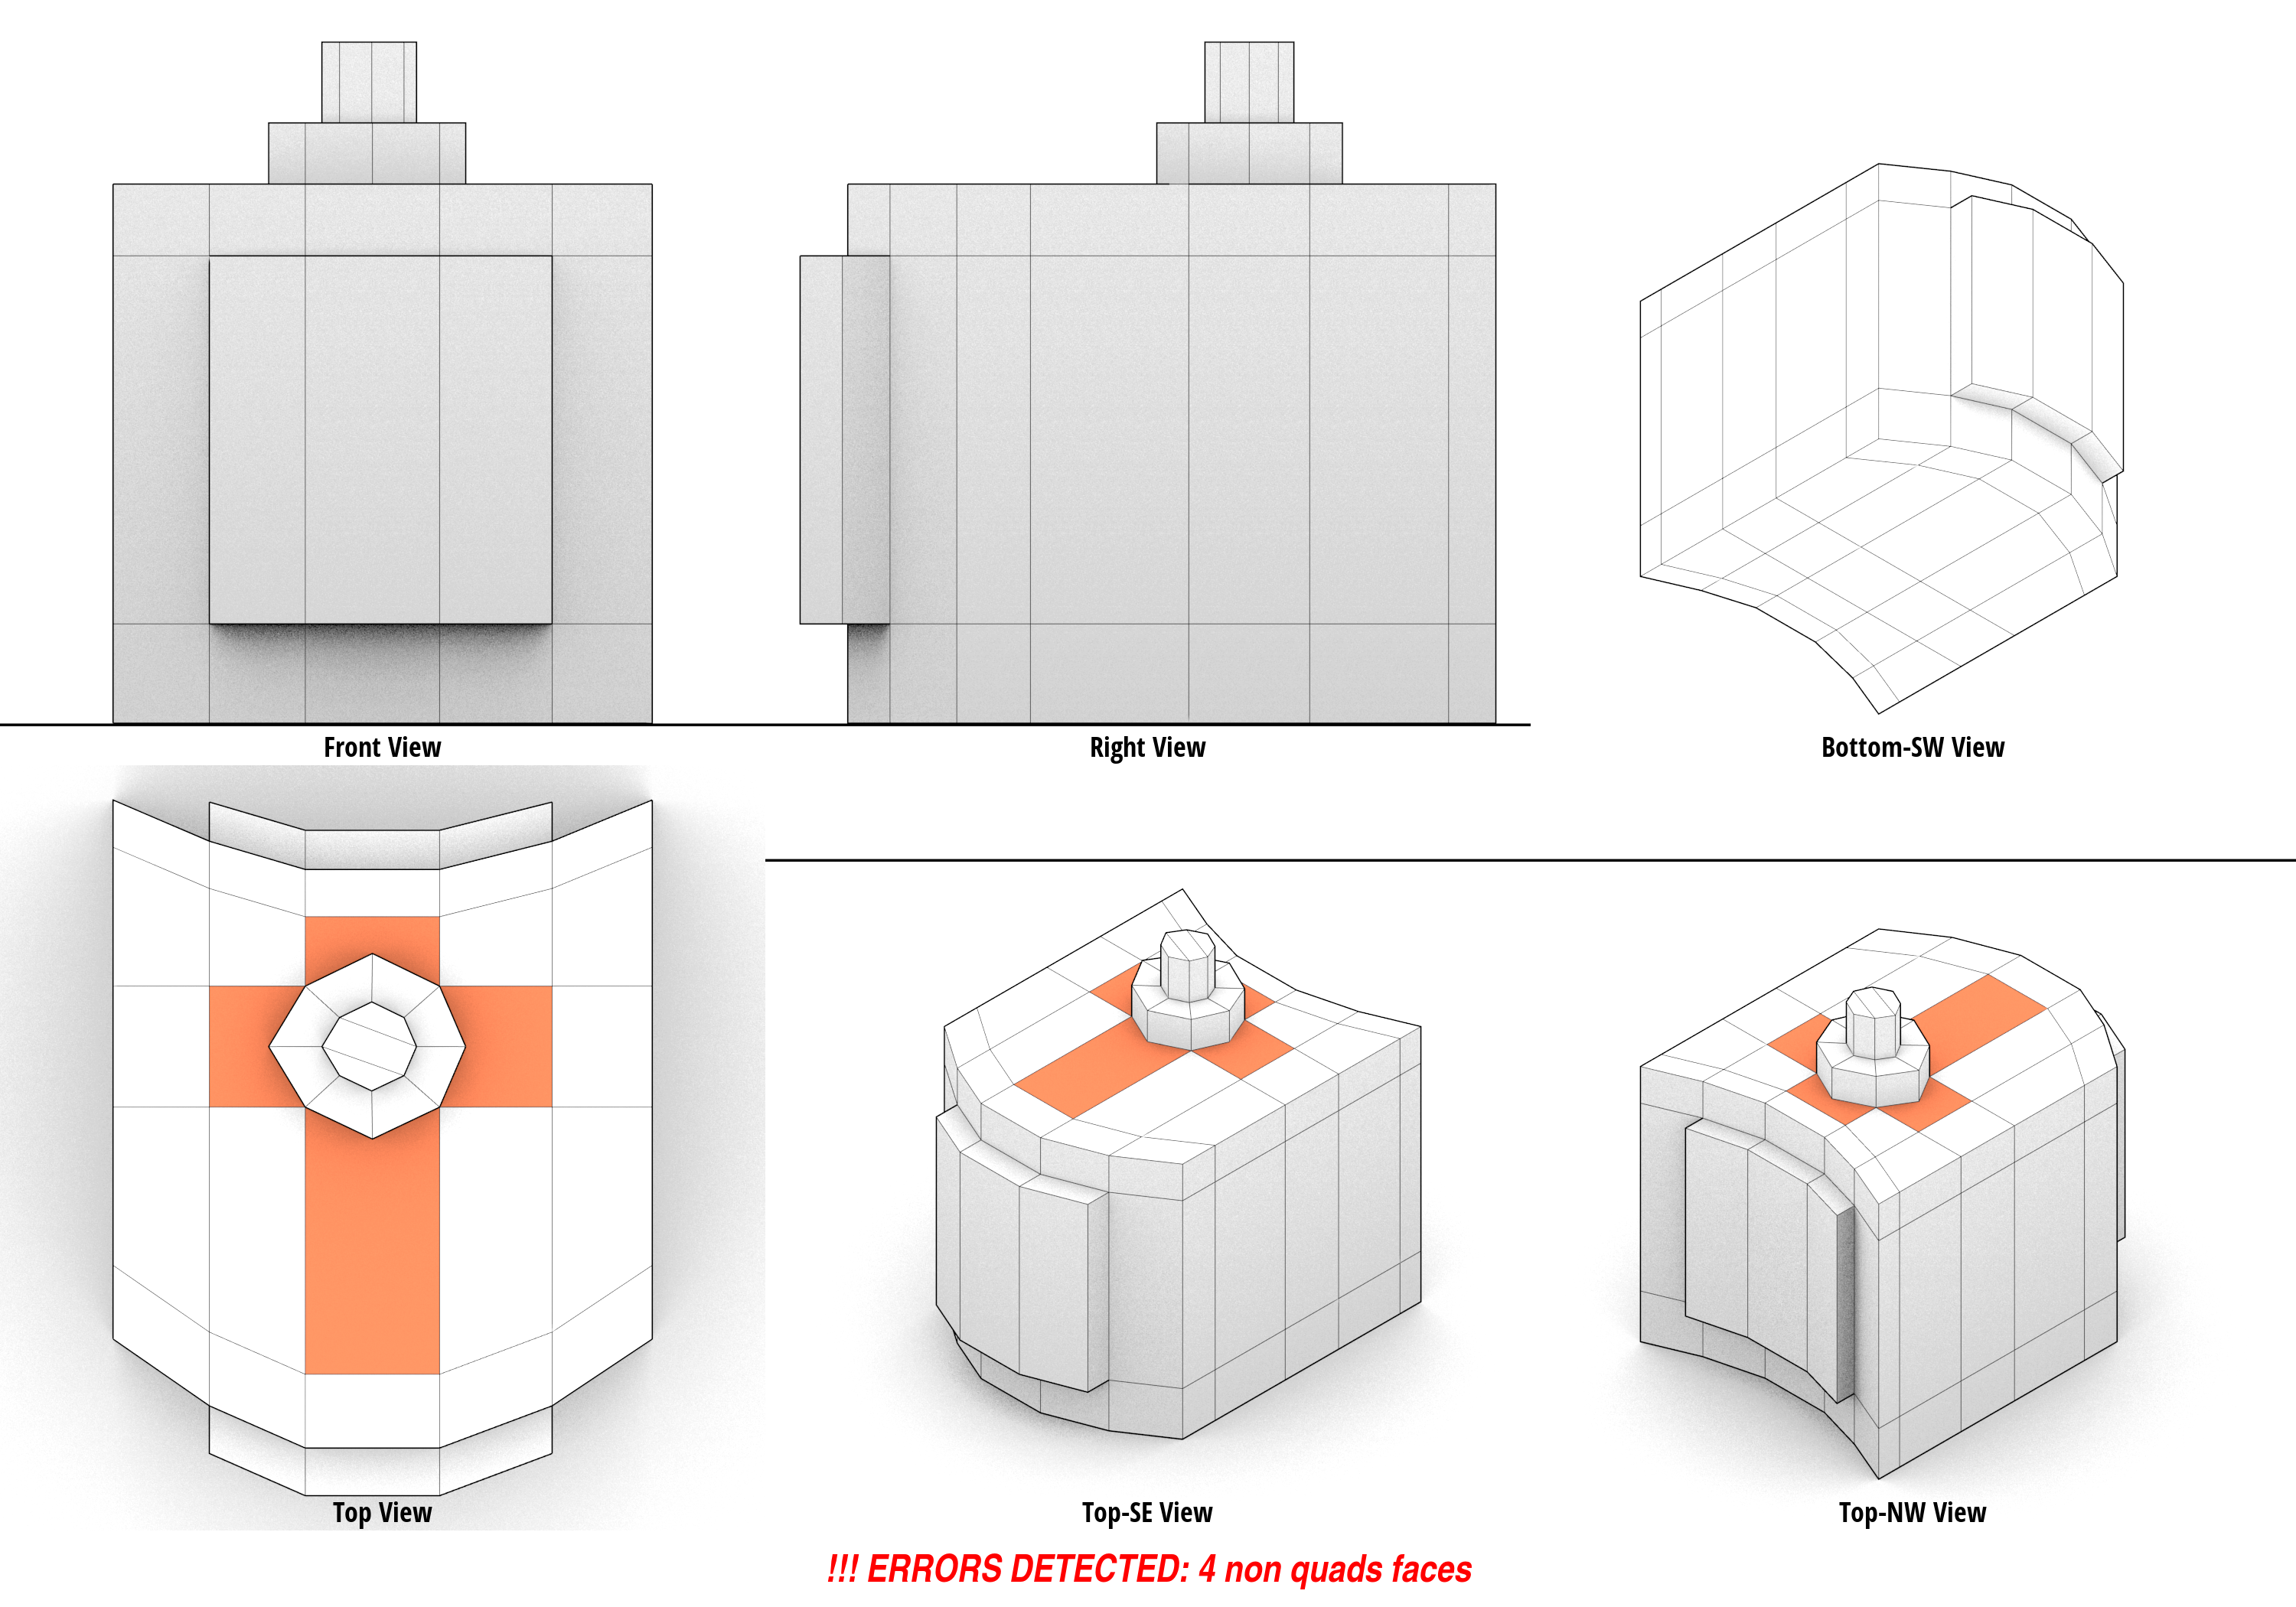 Front View
Right View
Bottom-SW View
Top View
Top-SE View
Top-NW View
!!! ERRORS DETECTED: 4 non quads faces